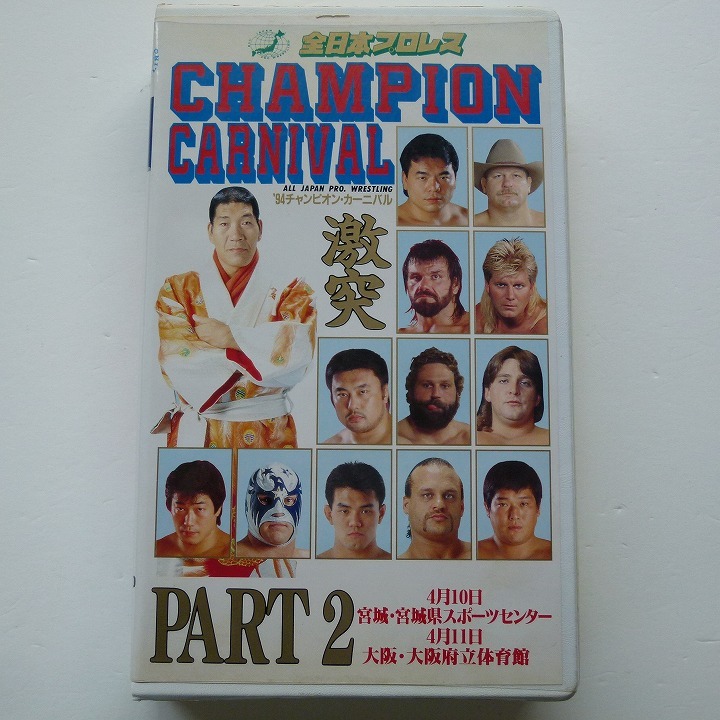 全日本プロレス
CHAMPION
CARNIVAL
ALL JAPAN PRO. WRESTLING
'94チャンピオン・カーニバル
激突
PART 2
4月10日
宮城・宮城県スポーツセンター
4月11日
大阪・大阪府立体育館